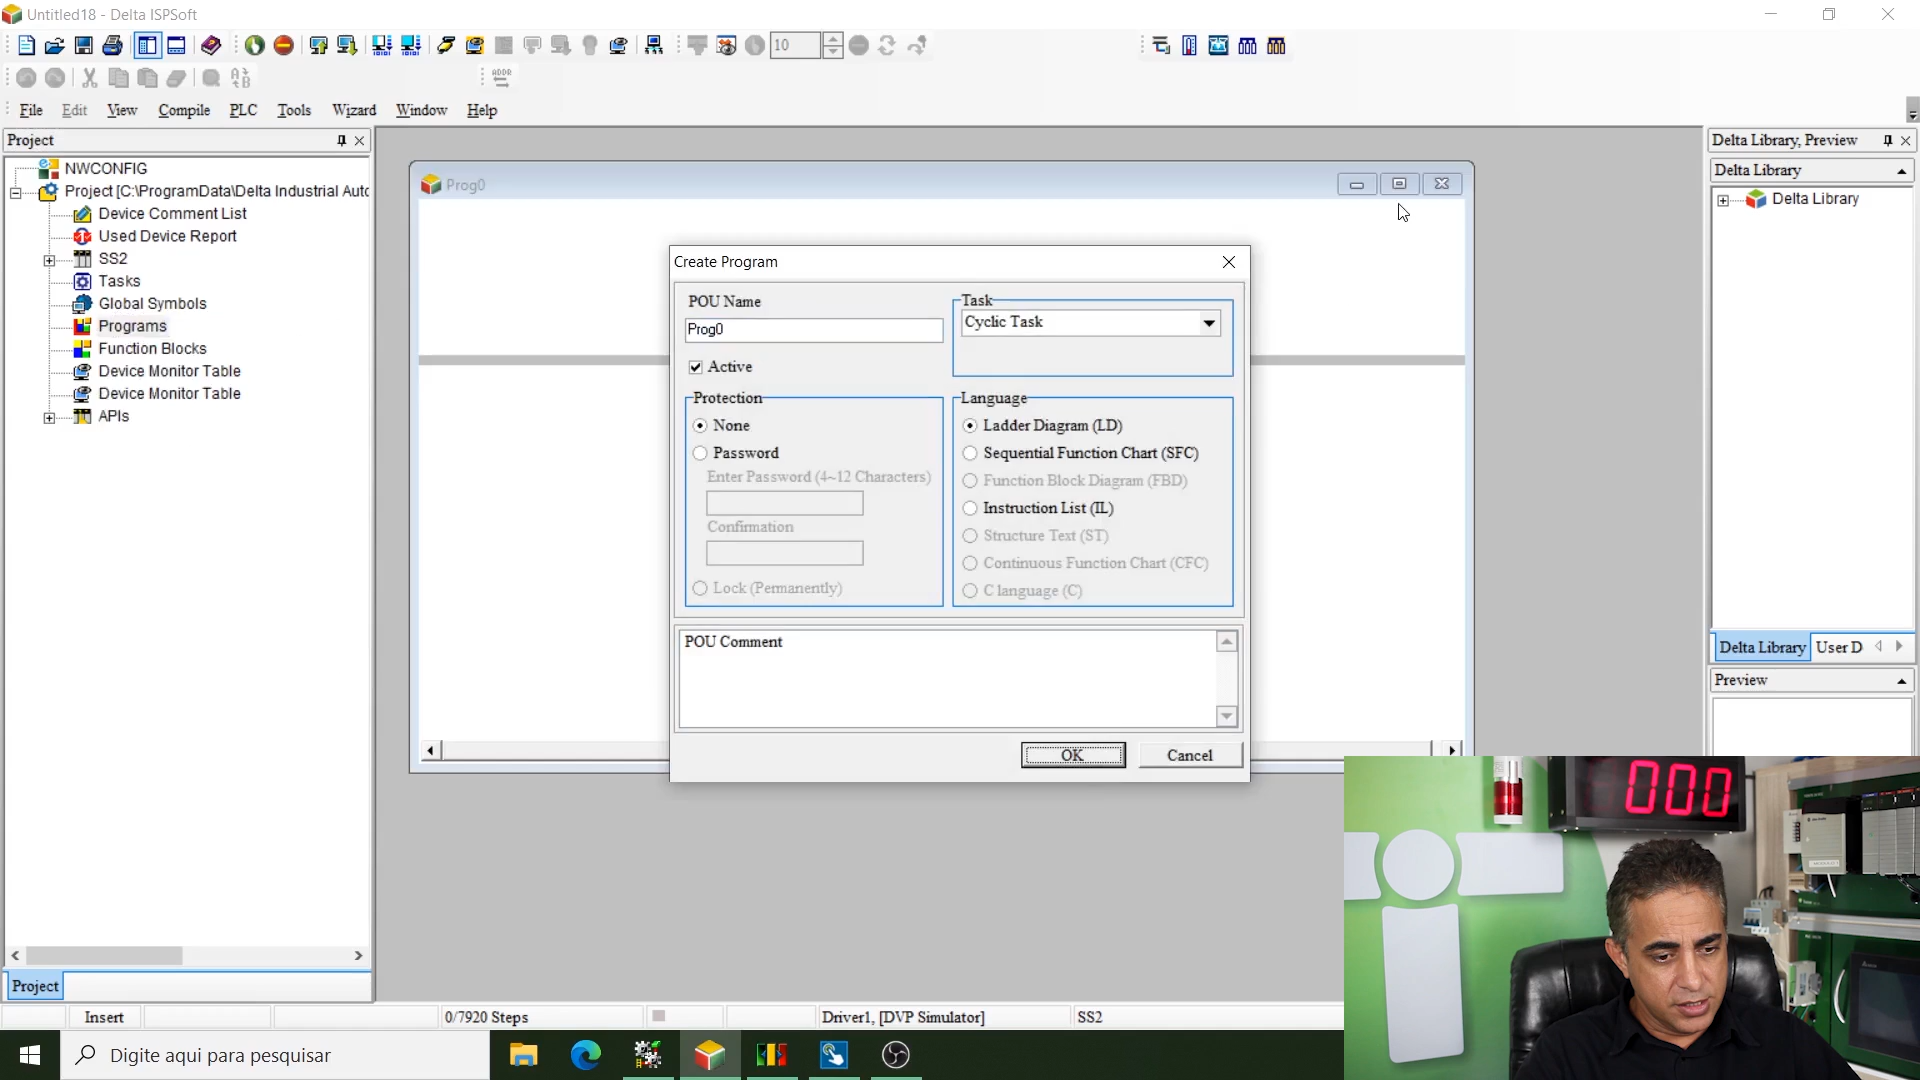 Untitled18 - Delta ISPSoft
10
ADDR
File Edit View Compile PLC Tools Wizard Window Help
Project
NWCONFIG
Project [C:\ProgramData\Delta Industrial Auto
Device Comment List
Used Device Report
SS2
Tasks
Global Symbols
Programs
Function Blocks
Device Monitor Table
Device Monitor Table
APIs
Project
Prog0
Create Program
POU Name
Prog0
Active
Task
Cyclic Task
Protection
None
Password
Enter Password (4~12 Characters)
Confirmation
Lock (Permanently)
Language
Ladder Diagram (LD)
Sequential Function Chart (SFC)
Function Block Diagram (FBD)
Instruction List (IL)
Structure Text (ST)
Continuous Function Chart (CFC)
C language (C)
POU Comment
OK Cancel
Delta Library, Preview
Delta Library
Delta Library
Delta Library User D
Preview
000
Insert 0/7920 Steps Driver1, [DVP Simulator] SS2
Digite aqui para pesquisar